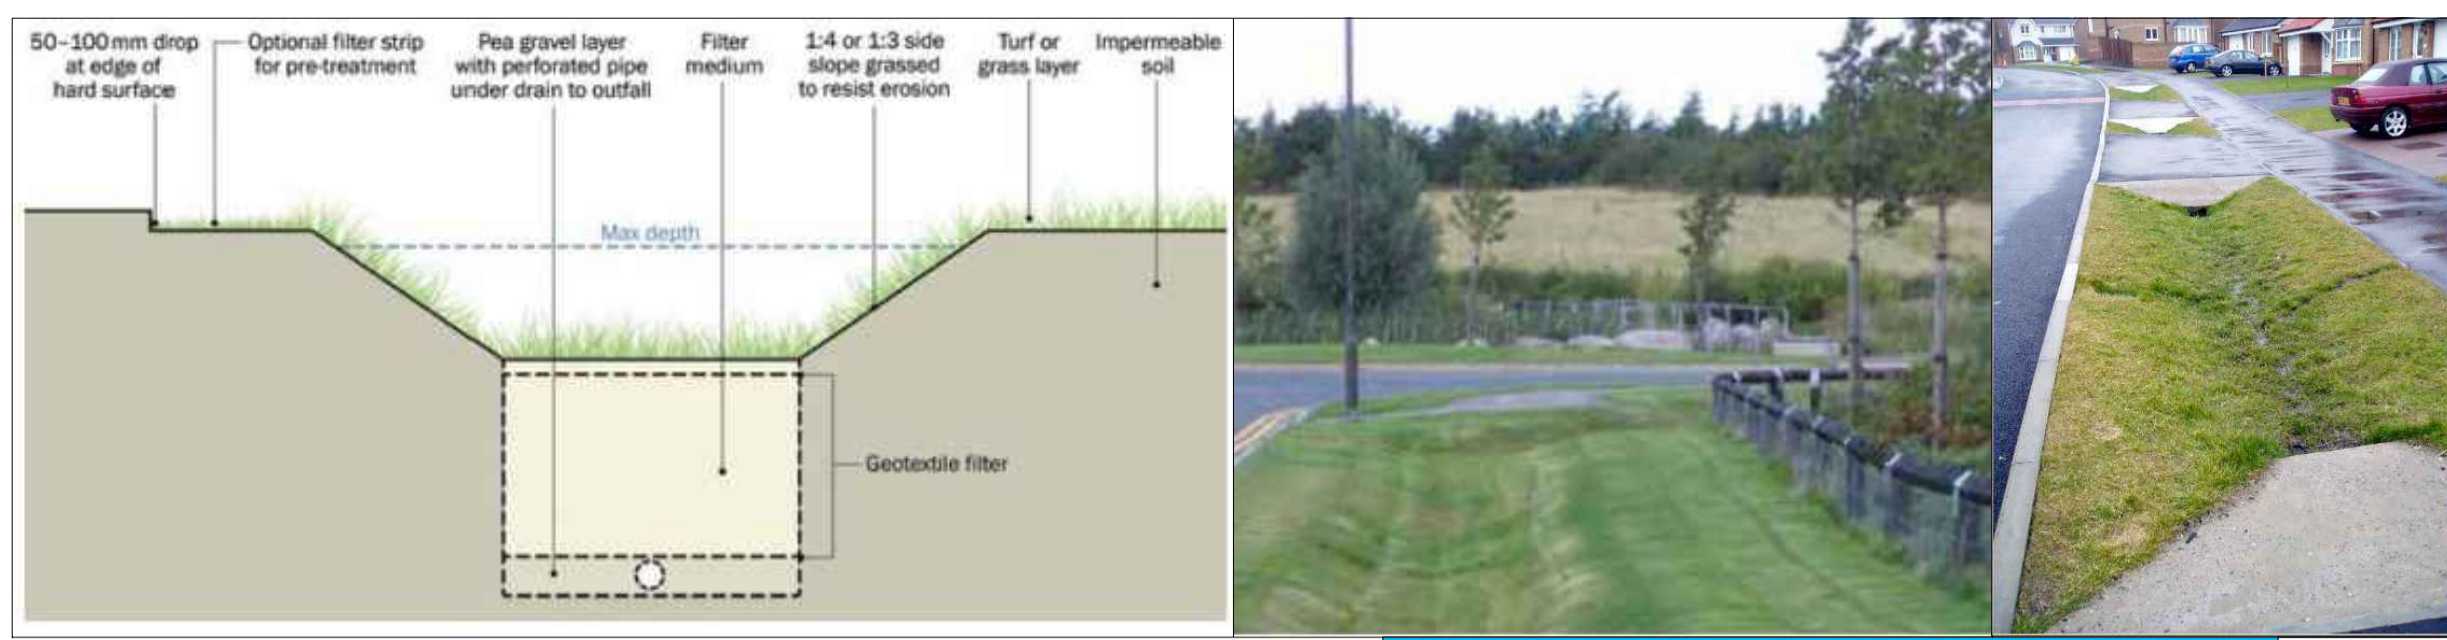 50–100mm drop
at edge of
hard surface
Optional filter strip
for pre-treatment
Pea gravel layer
with perforated pipe
under drain to outfall
Filter
medium
1:4 or 1:3 side
slope grassed
to resist erosion
Turf or
grass layer
Impermeable
soil
Max depth
Geotextile filter